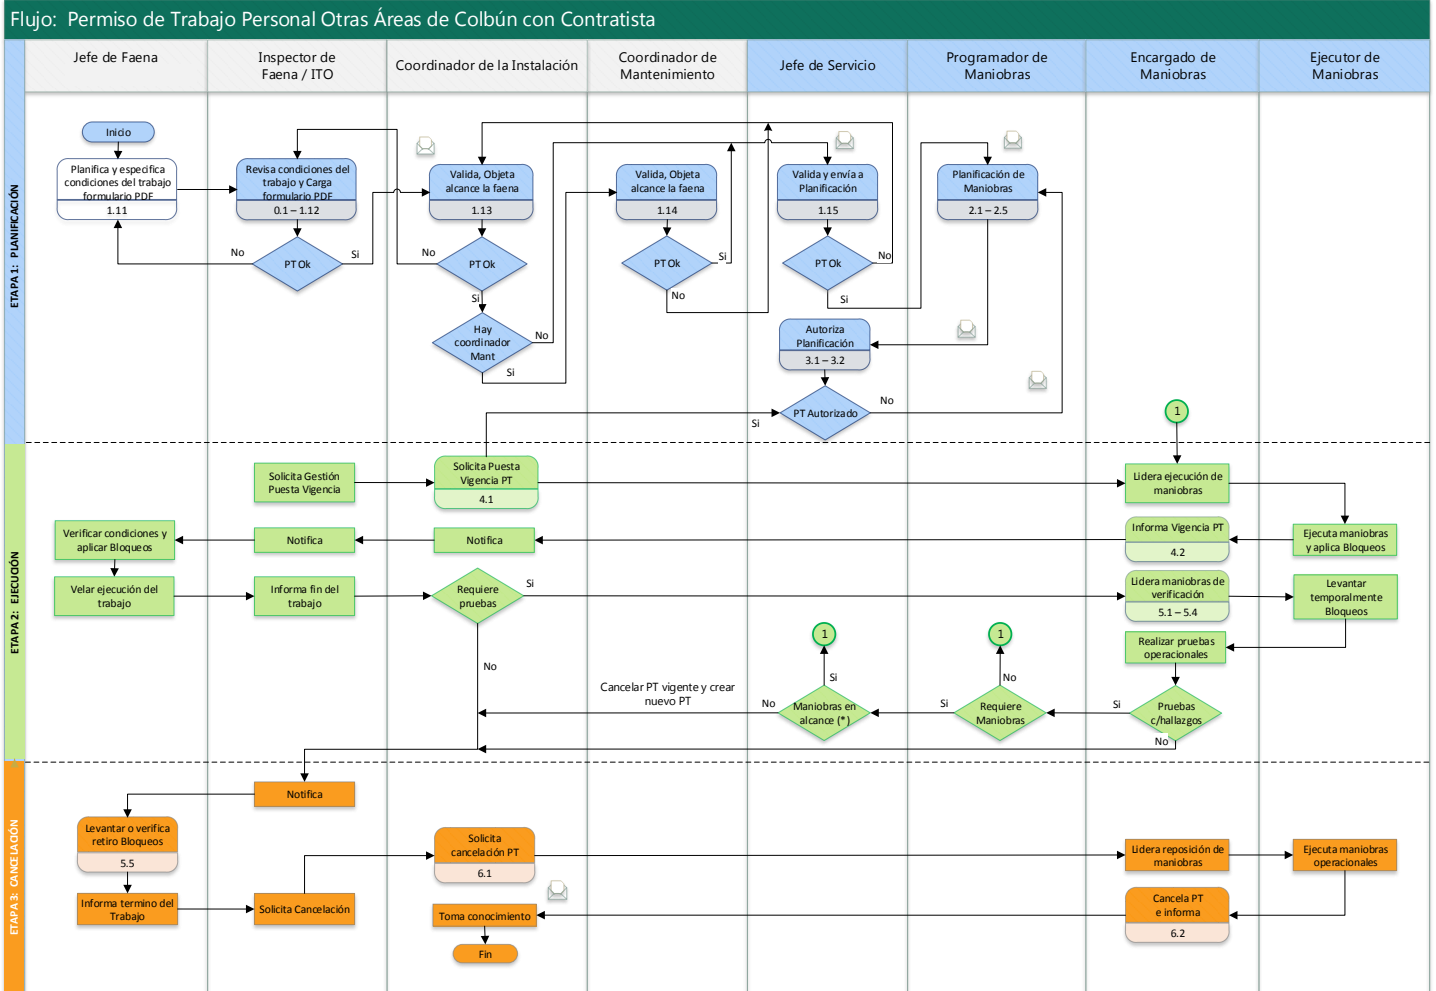 Flujo: Permiso de Trabajo Personal Otras Áreas de Colbún con Contratista
Jefe de Faena
Inspector de
Faena / ITO
Coordinador de la Instalación
Coordinador de
Mantenimiento
Jefe de Servicio
Programador de
Maniobras
Encargado de
Maniobras
Ejecutor de
Maniobras
ETAPA 1: PLANIFICACIÓN
Inicio
Planifica y especifica
condiciones del trabajo
formulario PDF
1.11
Revisa condiciones del
trabajo y Carga
formulario PDF
0.1 – 1.12
Valida, Objeta
alcance la faena
1.13
Valida, Objeta
alcance la faena
1.14
Valida y envía a
Planificación
1.15
Planificación de
Maniobras
2.1 – 2.5
No
PT Ok
Si
No
PT Ok
Si
PT Ok
Si
No
PT Ok
No
Si
Hay
coordinador
Mant
No
Si
Autoriza
Planificación
3.1 – 3.2
PT Autorizado
No
Si
1
ETAPA 2: EJECUCIÓN
Solicita Gestión
Puesta Vigencia
Solicita Puesta
Vigencia PT
4.1
Lidera ejecución de
maniobras
Verificar condiciones y
aplicar Bloqueos
Notifica
Notifica
Informa Vigencia PT
4.2
Ejecuta maniobras
y aplica Bloqueos
Velar ejecución del
trabajo
Informa fin del
trabajo
Requiere
pruebas
Si
No
Lidera maniobras de
verificación
5.1 – 5.4
Levantar
temporalmente
Bloqueos
1
1
Realizar pruebas
operacionales
Cancelar PT vigente y crear
nuevo PT
No
Si
Maniobras en
alcance (*)
Si
No
Requiere
Maniobras
Si
Pruebas
c/hallazgos
No
ETAPA 3: CANCELACIÓN
Notifica
Levantar o verifica
retiro Bloqueos
5.5
Solicita
cancelación PT
6.1
Lidera reposición de
maniobras
Ejecuta maniobras
operacionales
Informa termino del
Trabajo
Solicita Cancelación
Toma conocimiento
Cancela PT
e informa
6.2
Fin